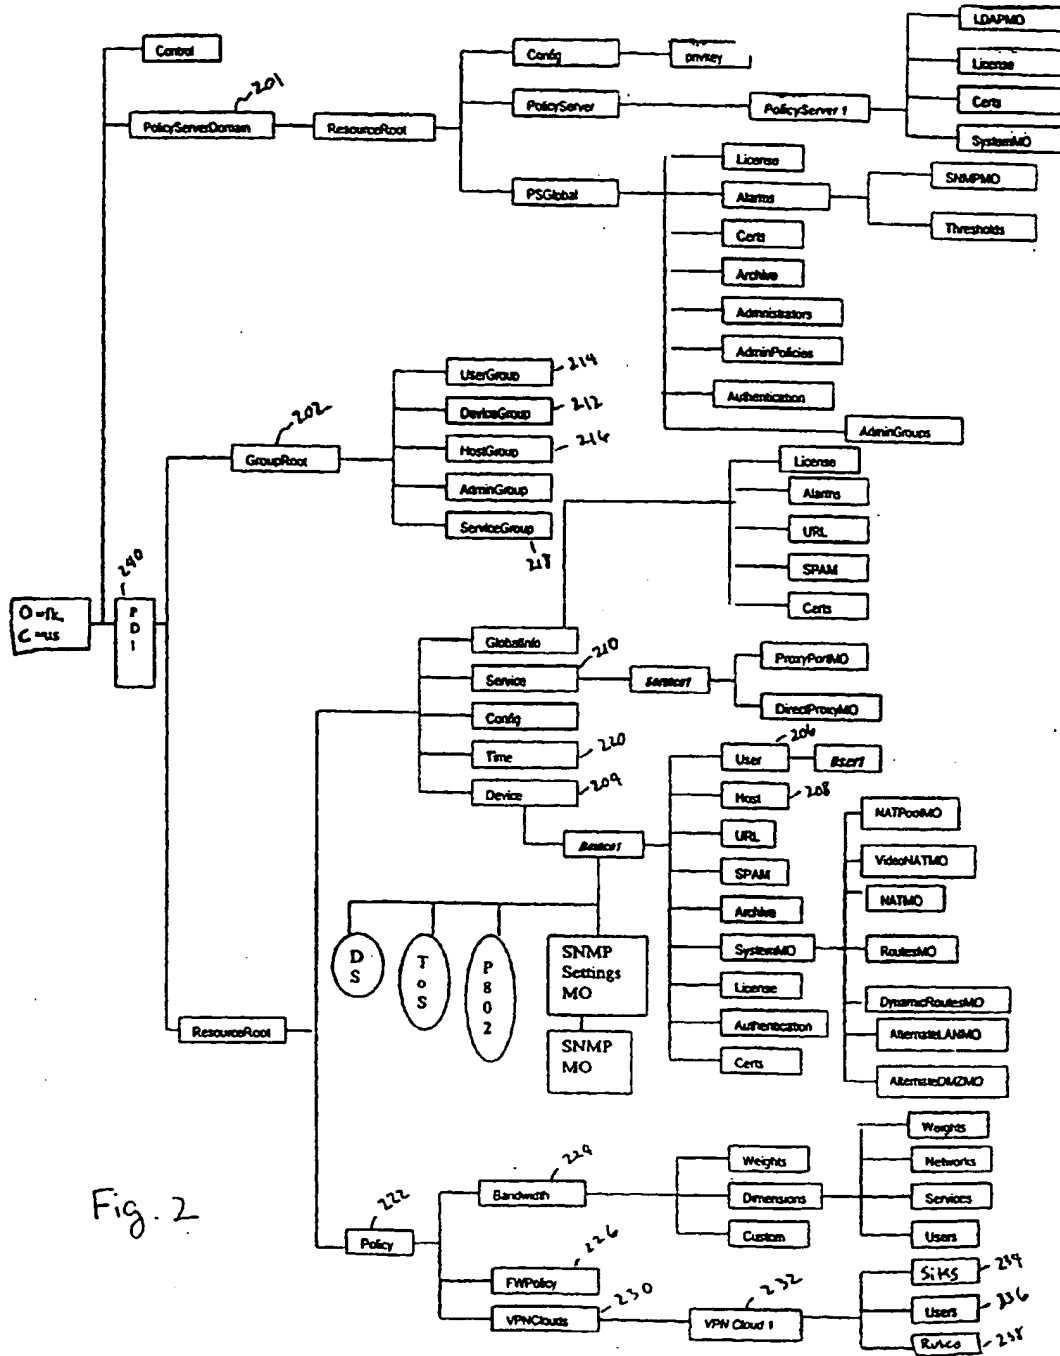 Control
201
PolicyServerDomain
ResourceRoot
Config
privkey
PolicyServer
PolicyServer 1
LDAPMO
License
Certs
SystemMO
PSGlobal
License
Alarms
SNMPMO
Thresholds
Certs
Archive
Administrators
AdminPolicies
Authentication
AdminGroups
202
GroupRoot
UserGroup
214
DeviceGroup
212
HostGroup
216
AdminGroup
ServiceGroup
218
License
Alarms
URL
SPAM
Certs
240
O=fk,
C=us
P
D
1
GlobalInfo
210
Service
Service1
ProxyPortMO
DirectProxyMO
Config
Time
220
Device
209
Device1
206
User
User1
Host
208
URL
SPAM
Archive
SystemMO
License
Authentication
Certs
NATPoolMO
VideoNATMO
NATMO
RoutesMO
DynamicRoutesMO
AlternateLANMO
AlternateDMZMO
DS
ToS
P802
SNMP
Settings
MO
SNMP
MO
ResourceRoot
222
Policy
224
Bandwidth
Weights
Dimensions
Custom
Weights
Networks
Services
Users
226
FWPolicy
230
VPNClouds
232
VPN Cloud 1
Sites
234
Users
236
Rules
238
Fig. 2